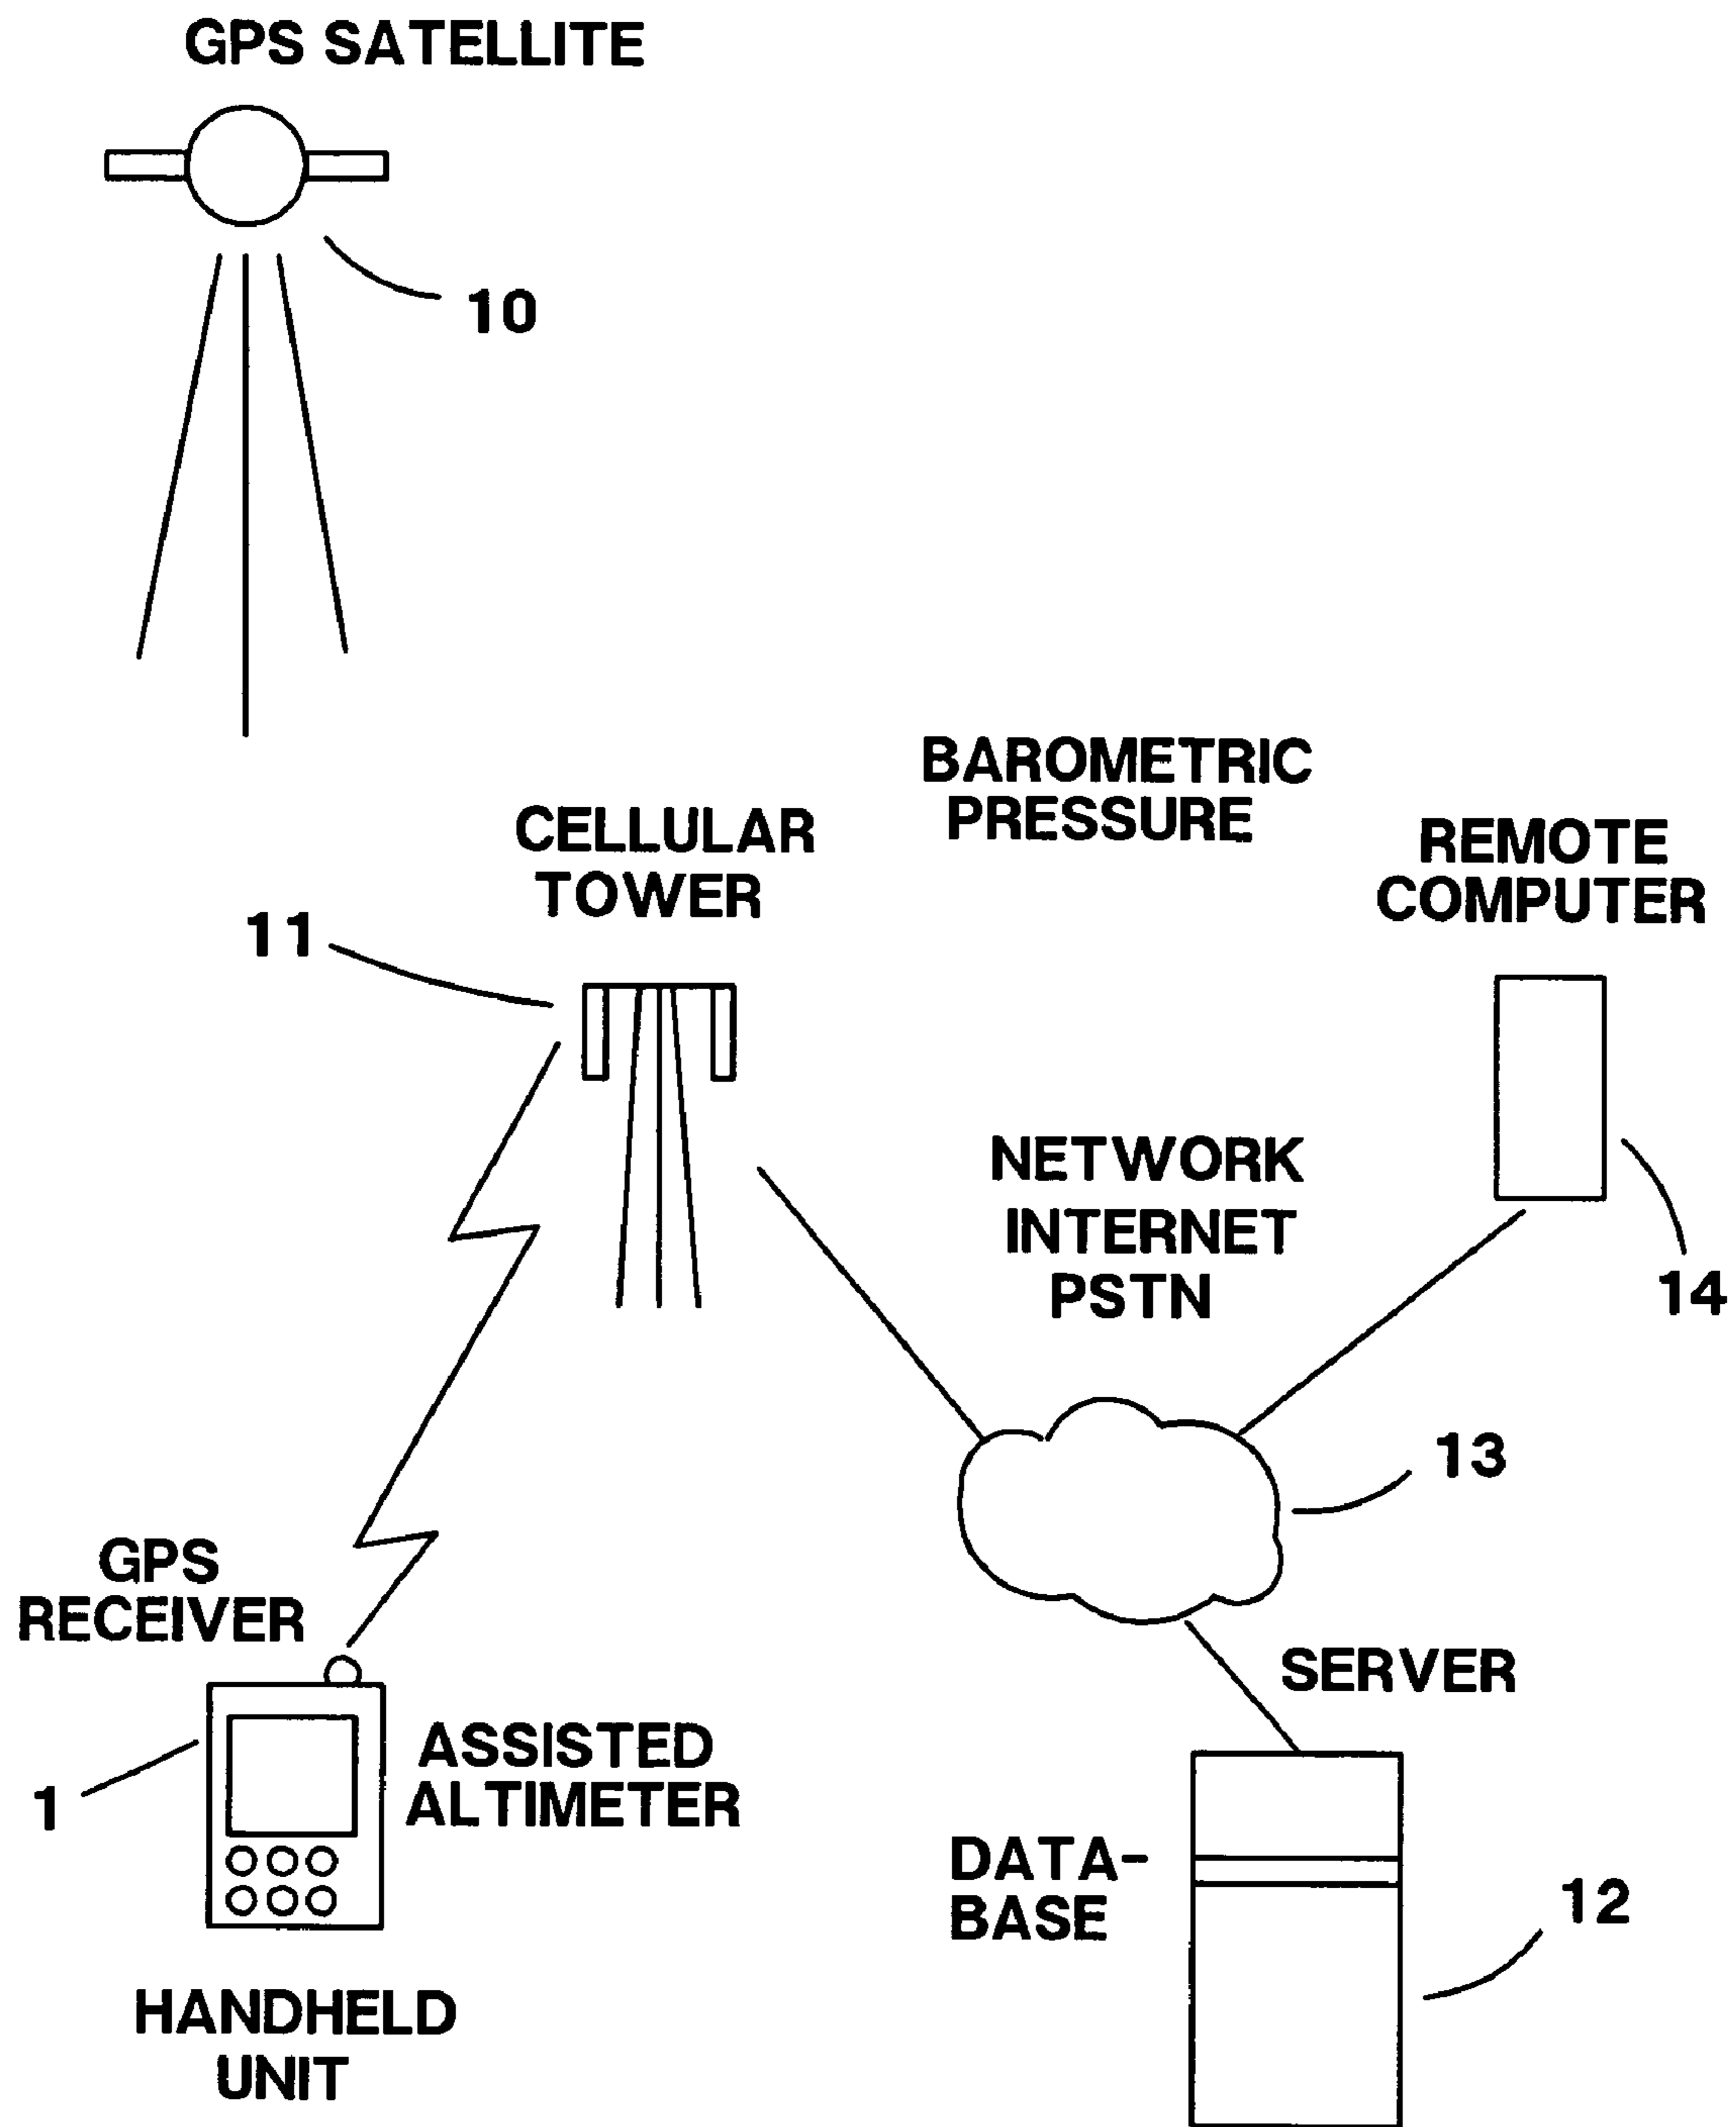 GPS SATELLITE
10
BAROMETRIC
PRESSURE
CELLULAR
TOWER
REMOTE
COMPUTER
11
NETWORK
INTERNET
PSTN
14
13
GPS
RECEIVER
SERVER
ASSISTED
ALTIMETER
1
DATA-
BASE
12
HANDHELD
UNIT